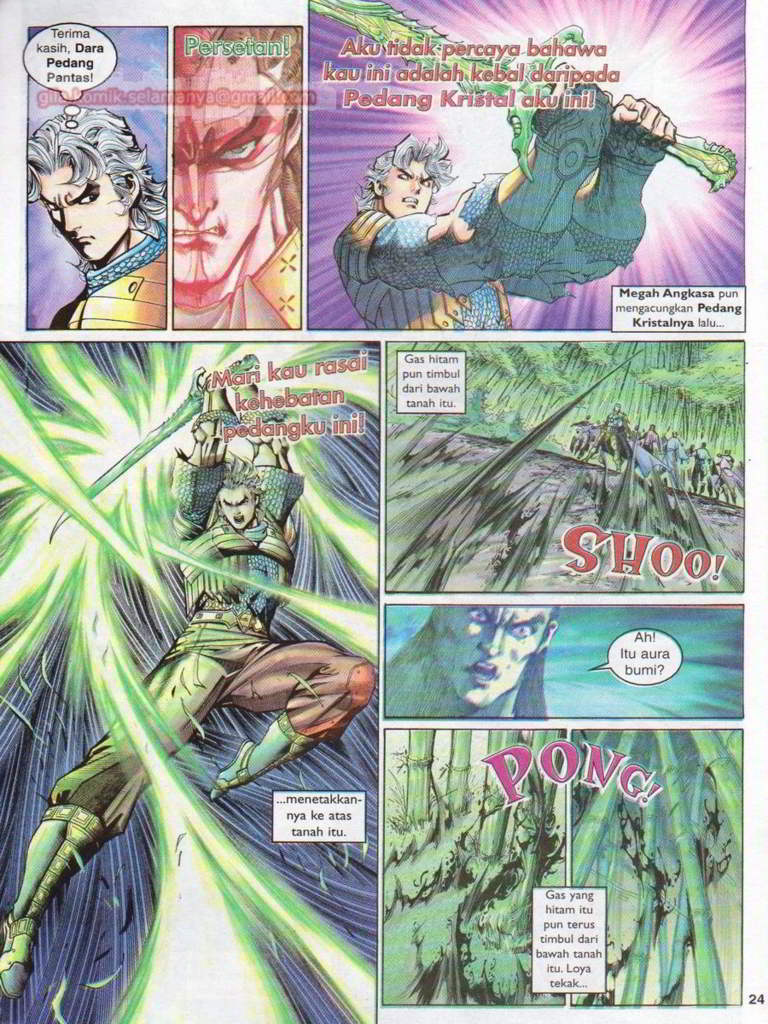 Terima
kasih, Dara
Pedang
Pantas!
gila.komik.selamanya@gmail.com
Persetan!
Aku tidak percaya bahawa
kau ini adalah kebal daripada
Pedang Kristal aku ini!
Megah Angkasa pun
mengacungkan Pedang
Kristalnya lalu...
Mari kau rasai
kehebatan
pedangku ini!
...menetakkan-
nya ke atas
tanah itu.
Gas hitam
pun timbul
dari bawah
tanah itu.
SHOO!
Ah!
Itu aura
bumi?
PONG!
Gas yang
hitam itu
pun terus
timbul dari
bawah tanah
itu. Loya
tekak...
24